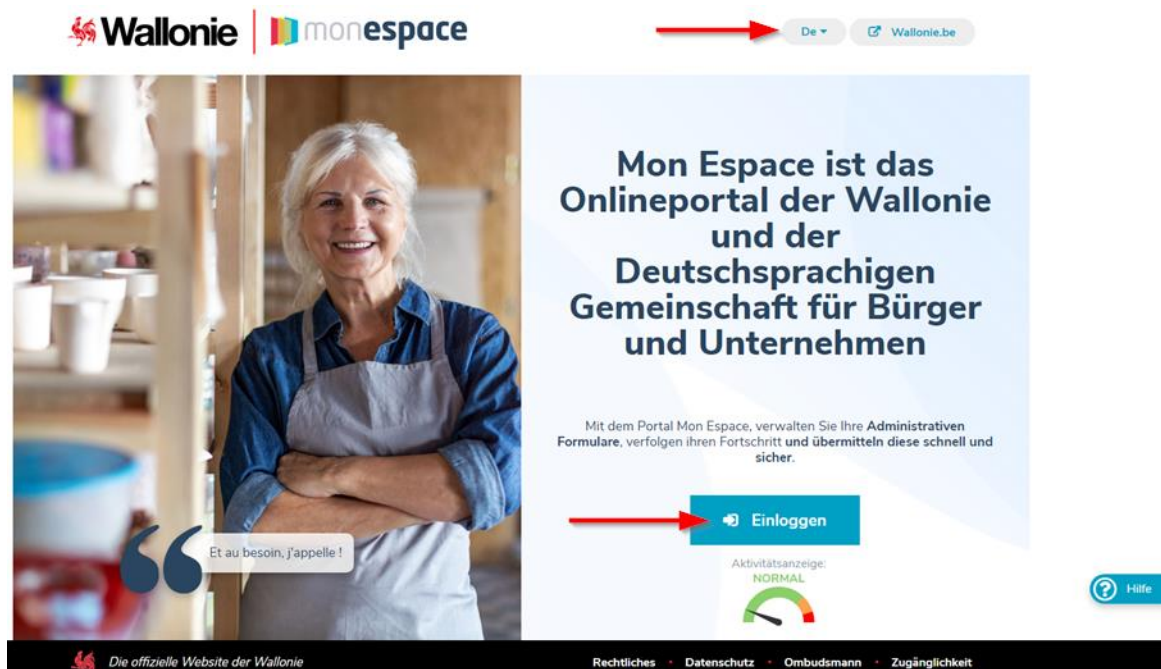 Wallonie monespace
De
Wallonie.be
Mon Espace ist das
Onlineportal der Wallonie
und der
Deutschsprachigen
Gemeinschaft für Bürger
und Unternehmen
Mit dem Portal Mon Espace, verwalten Sie Ihre Administrativen
Formulare, verfolgen ihren Fortschritt und übermitteln diese schnell und
sicher.
Einloggen
Et au besoin, j'appelle !
Aktivitätsanzeige:
NORMAL
? Hilfe
Die offizielle Website der Wallonie
Rechtliches • Datenschutz • Ombudsmann • Zugänglichkeit